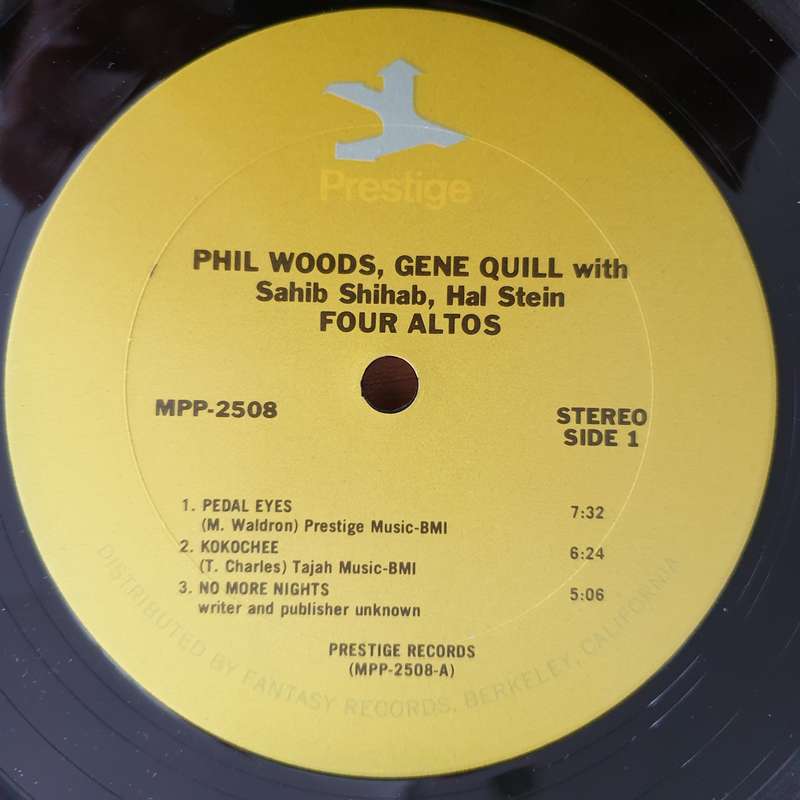 Prestige
PHIL WOODS, GENE QUILL with
Sahib Shihab, Hal Stein
FOUR ALTOS
MPP-2508
STEREO
SIDE 1
1. PEDAL EYES 7:32
(M. Waldron) Prestige Music-BMI
2. KOKOCHEE 6:24
(T. Charles) Tajah Music-BMI
3. NO MORE NIGHTS 5:06
writer and publisher unknown
PRESTIGE RECORDS
(MPP-2508-A)
DISTRIBUTED BY FANTASY RECORDS, BERKELEY, CALIFORNIA